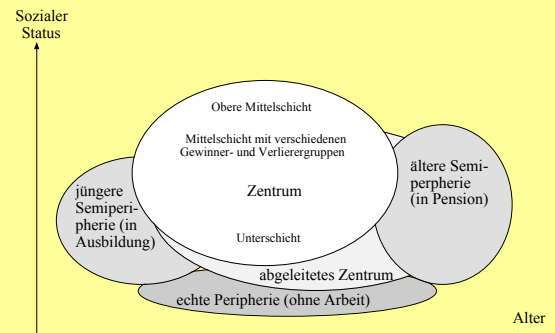 Sozialer
Status
Obere Mittelschicht
Mittelschicht mit verschiedenen
Gewinner- und Verlierergruppen
Zentrum
Unterschicht
jüngere
Semiperi-
pherie (in
Ausbildung)
ältere Semi-
perpherie
(in Pension)
abgeleitetes Zentrum
echte Peripherie (ohne Arbeit)
Alter